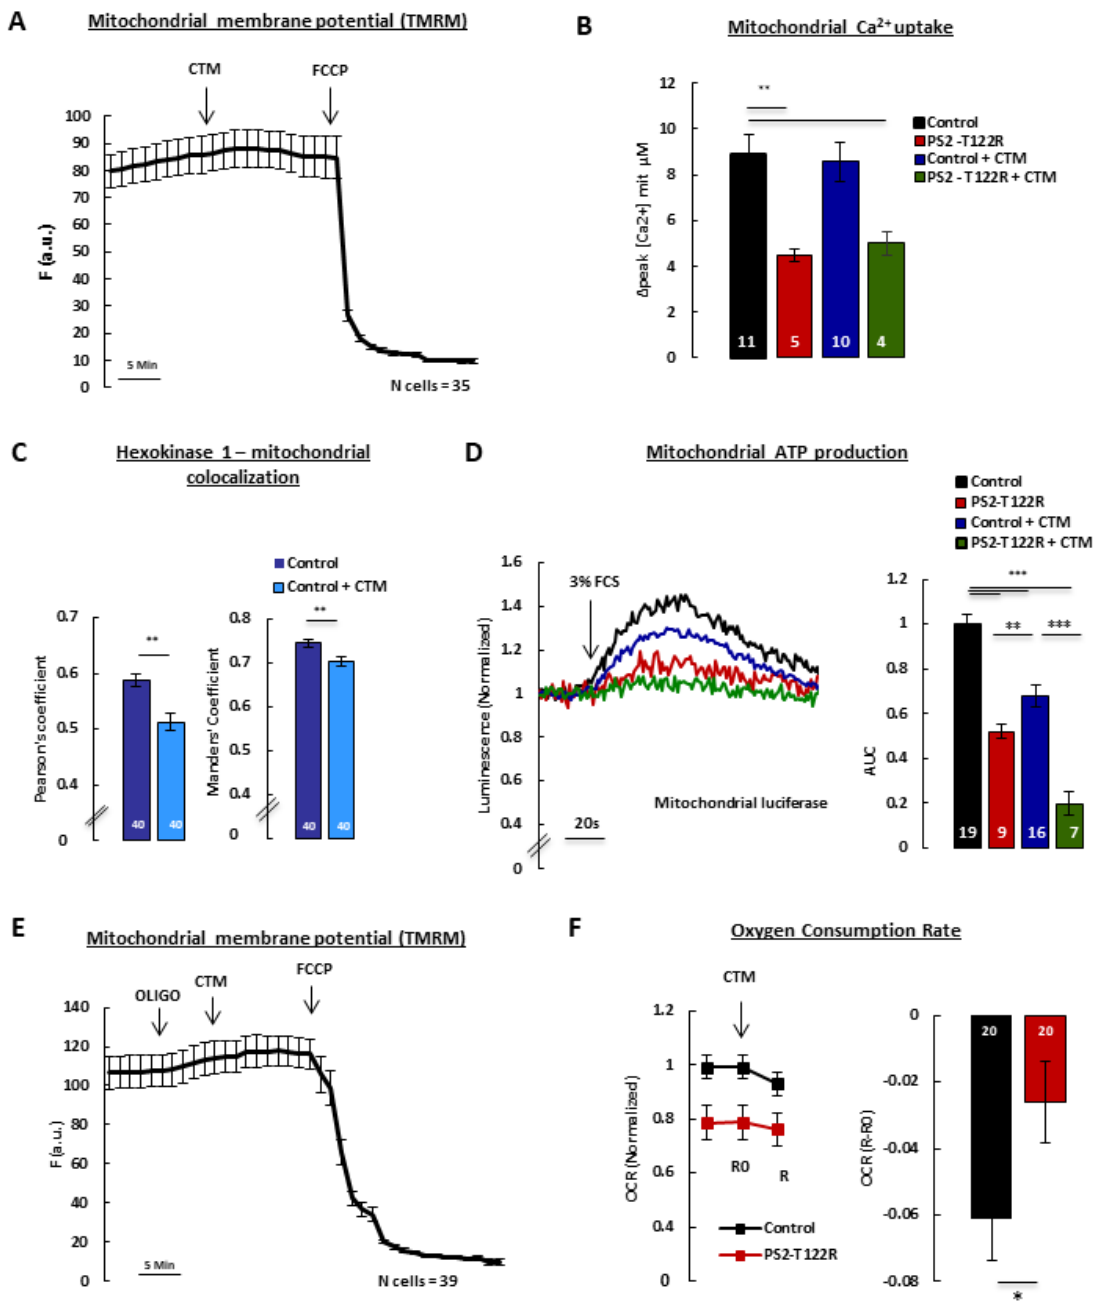 A
Mitochondrial membrane potential (TMRM)
CTM
FCCP
F (a.u.)
100
90
80
70
60
50
40
30
20
10
0
5 Min
N cells = 35
B
Mitochondrial Ca2+ uptake
Δpeak [Ca2+] mit µM
12
10
8
6
4
2
0
**
11
5
10
4
Control
PS2 -T122R
Control + CTM
PS2 - T122R + CTM
C
Hexokinase 1 – mitochondrial
colocalization
Control
Control + CTM
Pearson's coefficient
0.7
0.6
0.5
0.4
0
**
40
40
Manders' Coefficient
0.8
0.7
0.6
0.5
0.4
0
**
40
40
D
Mitochondrial ATP production
Control
PS2-T122R
Control + CTM
PS2-T122R + CTM
Luminescence (Normalized)
1.6
1.4
1.2
1
0.8
0.6
0.4
0
3% FCS
Mitochondrial luciferase
20s
AUC
1.2
1
0.8
0.6
0.4
0.2
0
***
**
***
19
9
16
7
E
Mitochondrial membrane potential (TMRM)
OLIGO
CTM
FCCP
F (a.u.)
140
120
100
80
60
40
20
0
5 Min
N cells = 39
F
Oxygen Consumption Rate
CTM
OCR (Normalized)
1.2
1
0.8
0.6
0.4
0
R0
R
Control
PS2-T122R
OCR (R-R0)
0
-0.02
-0.04
-0.06
-0.08
20
20
*